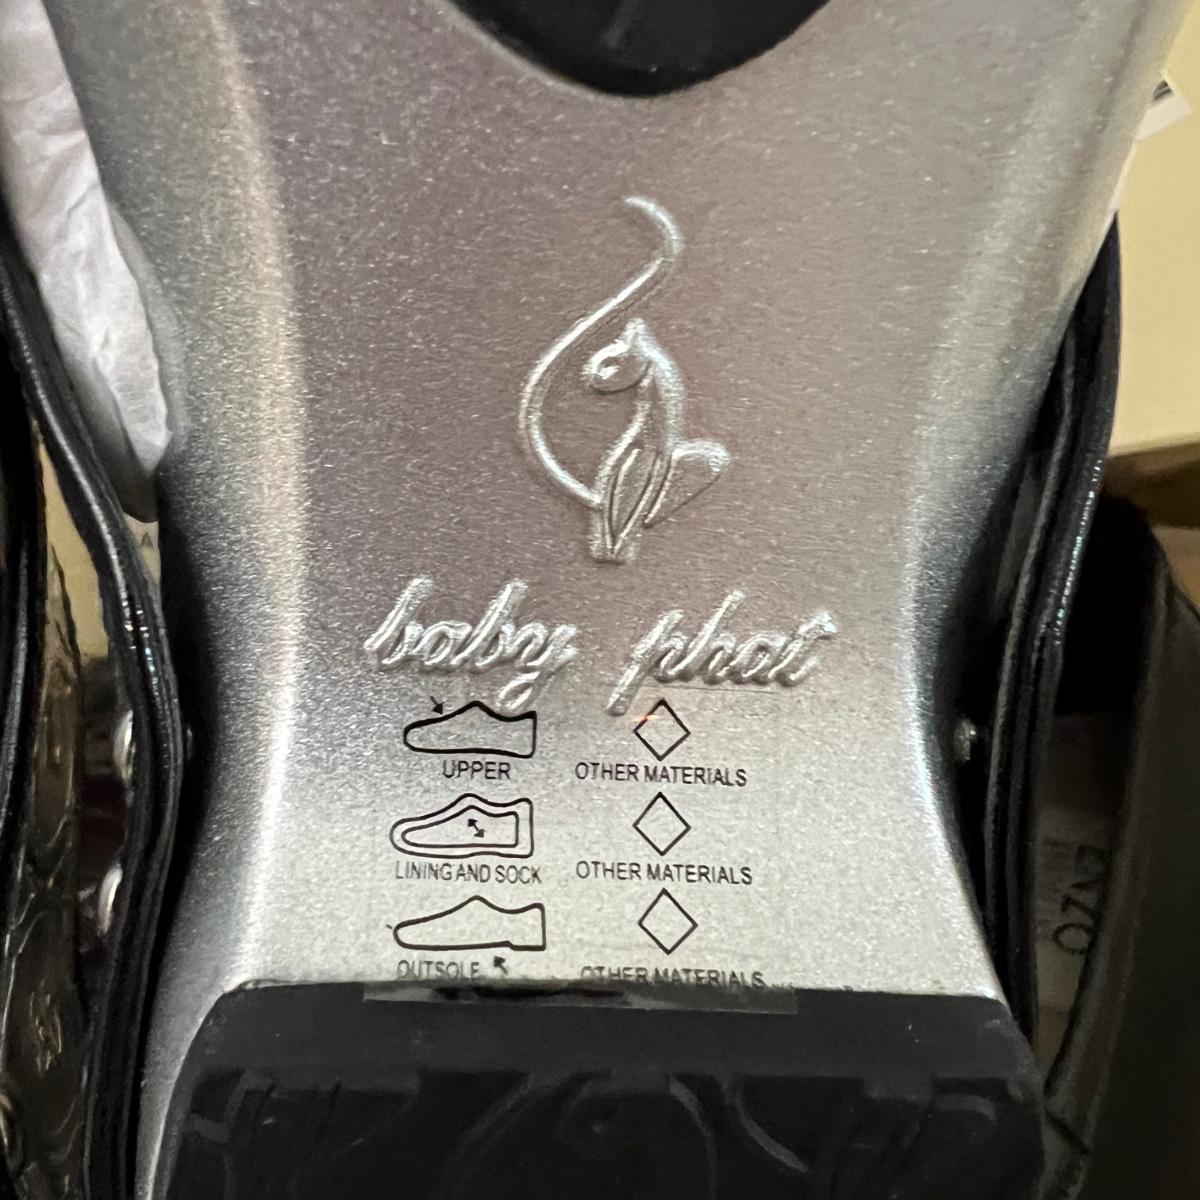 baby phat
UPPER OTHER MATERIALS
LINING AND SOCK OTHER MATERIALS
OUTSOLE OTHER MATERIALS